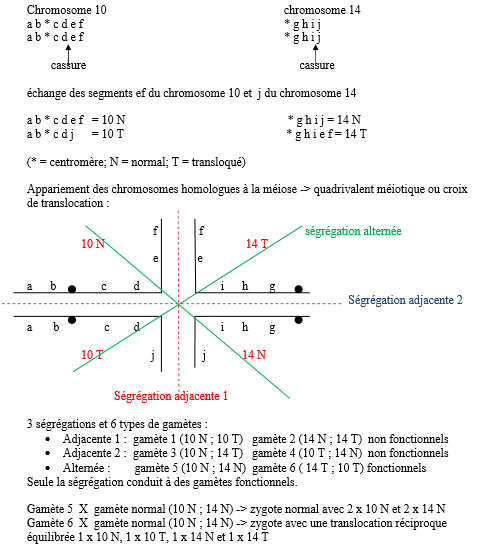 Chromosome 10 chromosome 14
a b * c d e f * g h i j
a b * c d e f * g h i j
cassure cassure
échange des segments ef du chromosome 10 et j du chromosome 14
a b * c d e f = 10 N * g h i j = 14 N
a b * c d j = 10 T * g h i e f = 14 T
(* = centromère; N = normal; T = transloqué)
Appariement des chromosomes homologues à la méiose -> quadrivalent méiotique ou croix
de translocation :
f f ségrégation alternée
10 N 14 T
e e
a b c d i h g
Ségrégation adjacente 2
a b c d i h g
10 T j j 14 N
Ségrégation adjacente 1
3 ségrégations et 6 types de gamètes :
• Adjacente 1 : gamète 1 (10 N ; 10 T) gamète 2 (14 N ; 14 T) non fonctionnels
• Adjacente 2 : gamète 3 (10 N ; 14 T) gamète 4 (10 T ; 14 N) non fonctionnels
• Alternée : gamète 5 (10 N ; 14 N) gamète 6 ( 14 T ; 10 T) fonctionnels
Seule la ségrégation conduit à des gamètes fonctionnels.
Gamète 5 X gamète normal (10 N ; 14 N) -> zygote normal avec 2 x 10 N et 2 x 14 N
Gamète 6 X gamète normal (10 N ; 14 N) -> zygote avec une translocation réciproque
équilibrée 1 x 10 N, 1 x 10 T, 1 x 14 N et 1 x 14 T